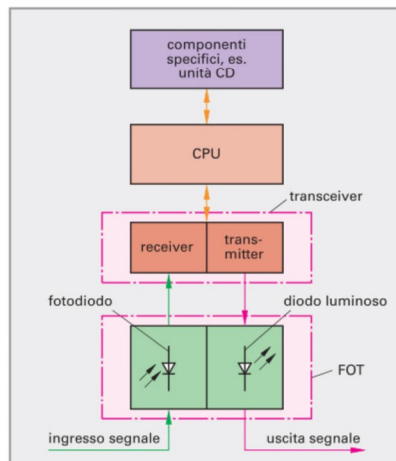 componenti
specifici, es.
unità CD
CPU
transceiver
receiver
trans-
mitter
fotodiodo
diodo luminoso
FOT
ingresso segnale
uscita segnale